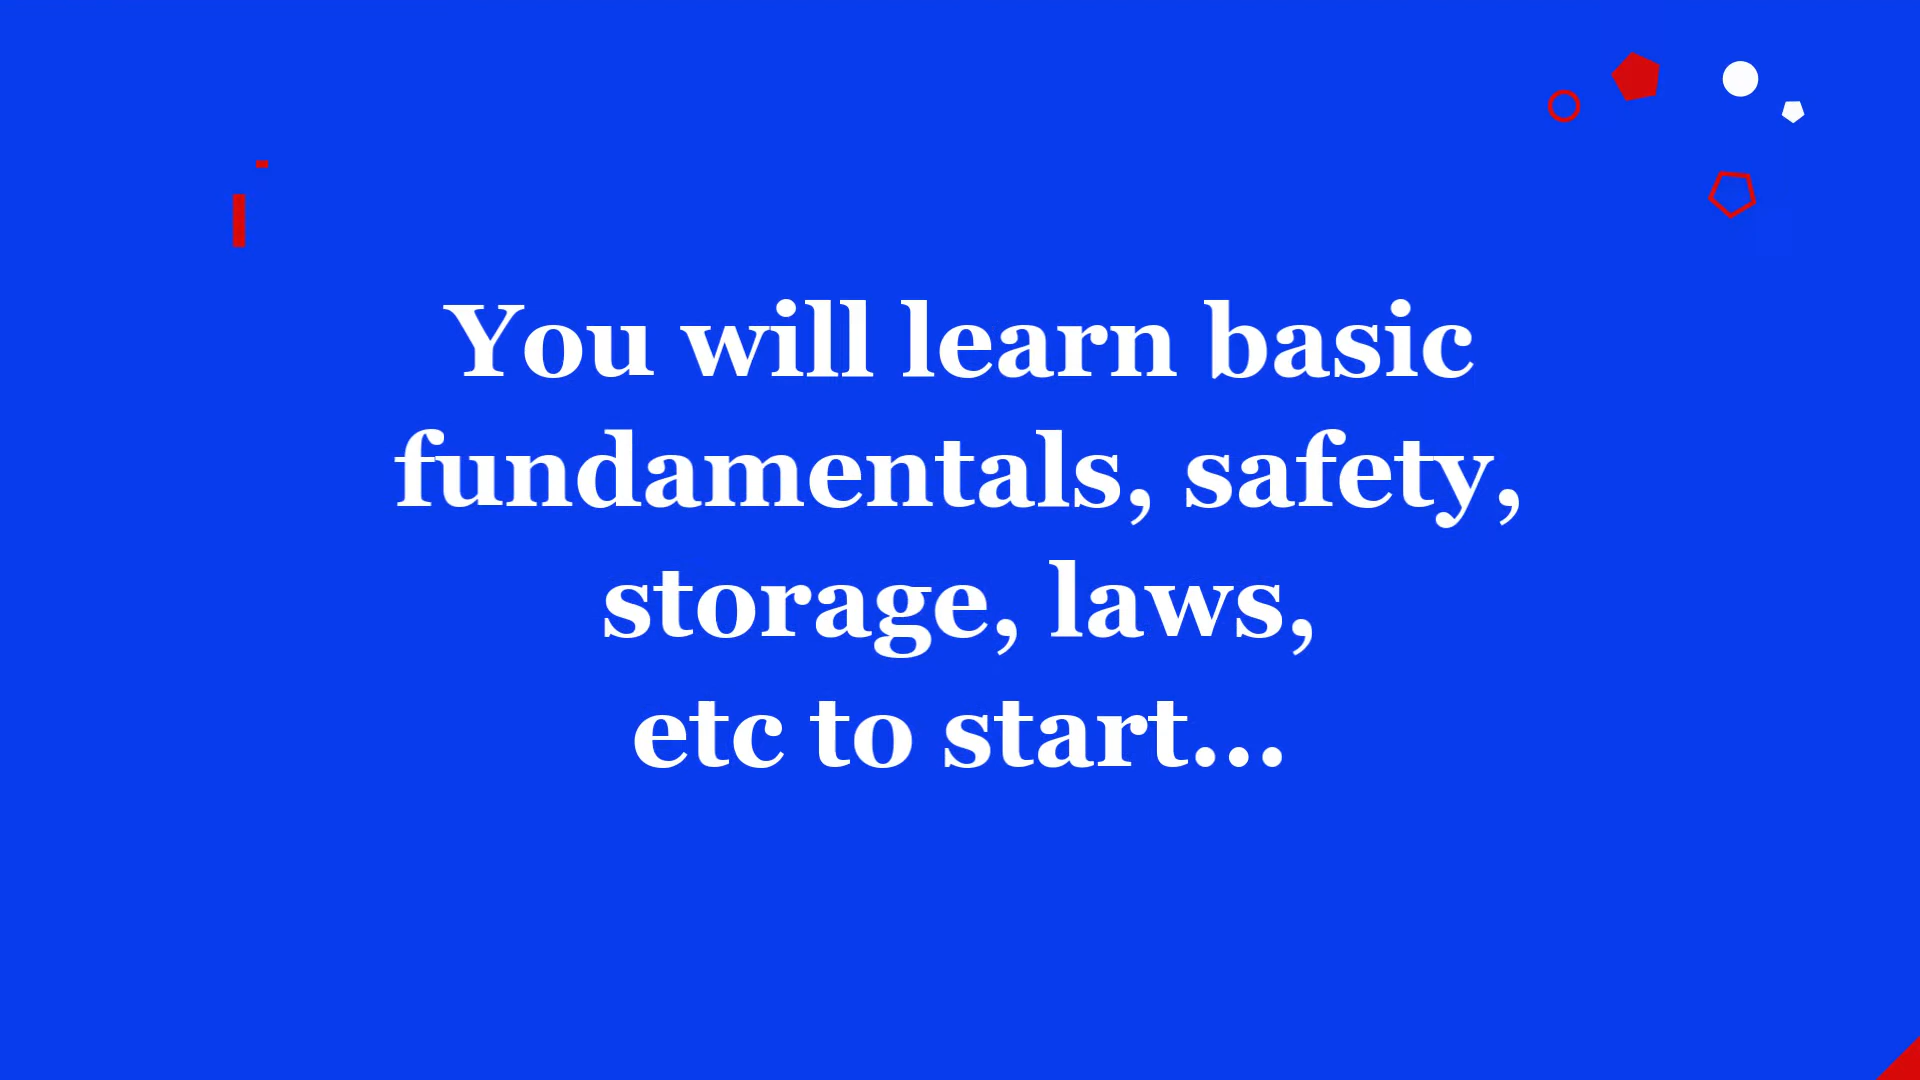 You will learn basic
fundamentals, safety,
storage, laws,
etc to start...